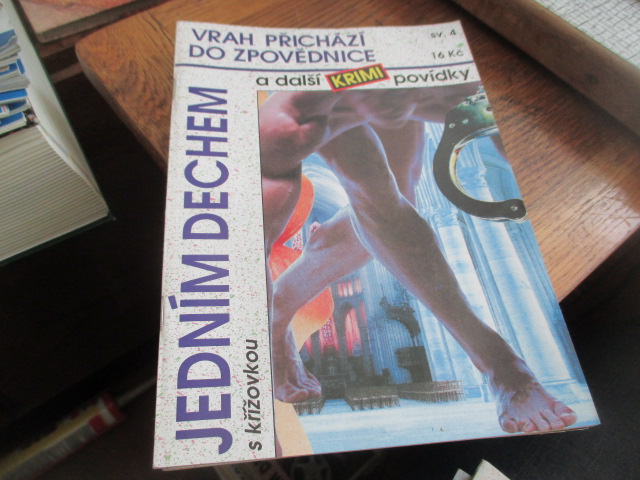 VRAH PŘICHÁZÍ
DO ZPOVĚDNICE
sv. 4
16 Kč
a další KRIMI povídky
JEDNÍM DECHEM
s křížovkou